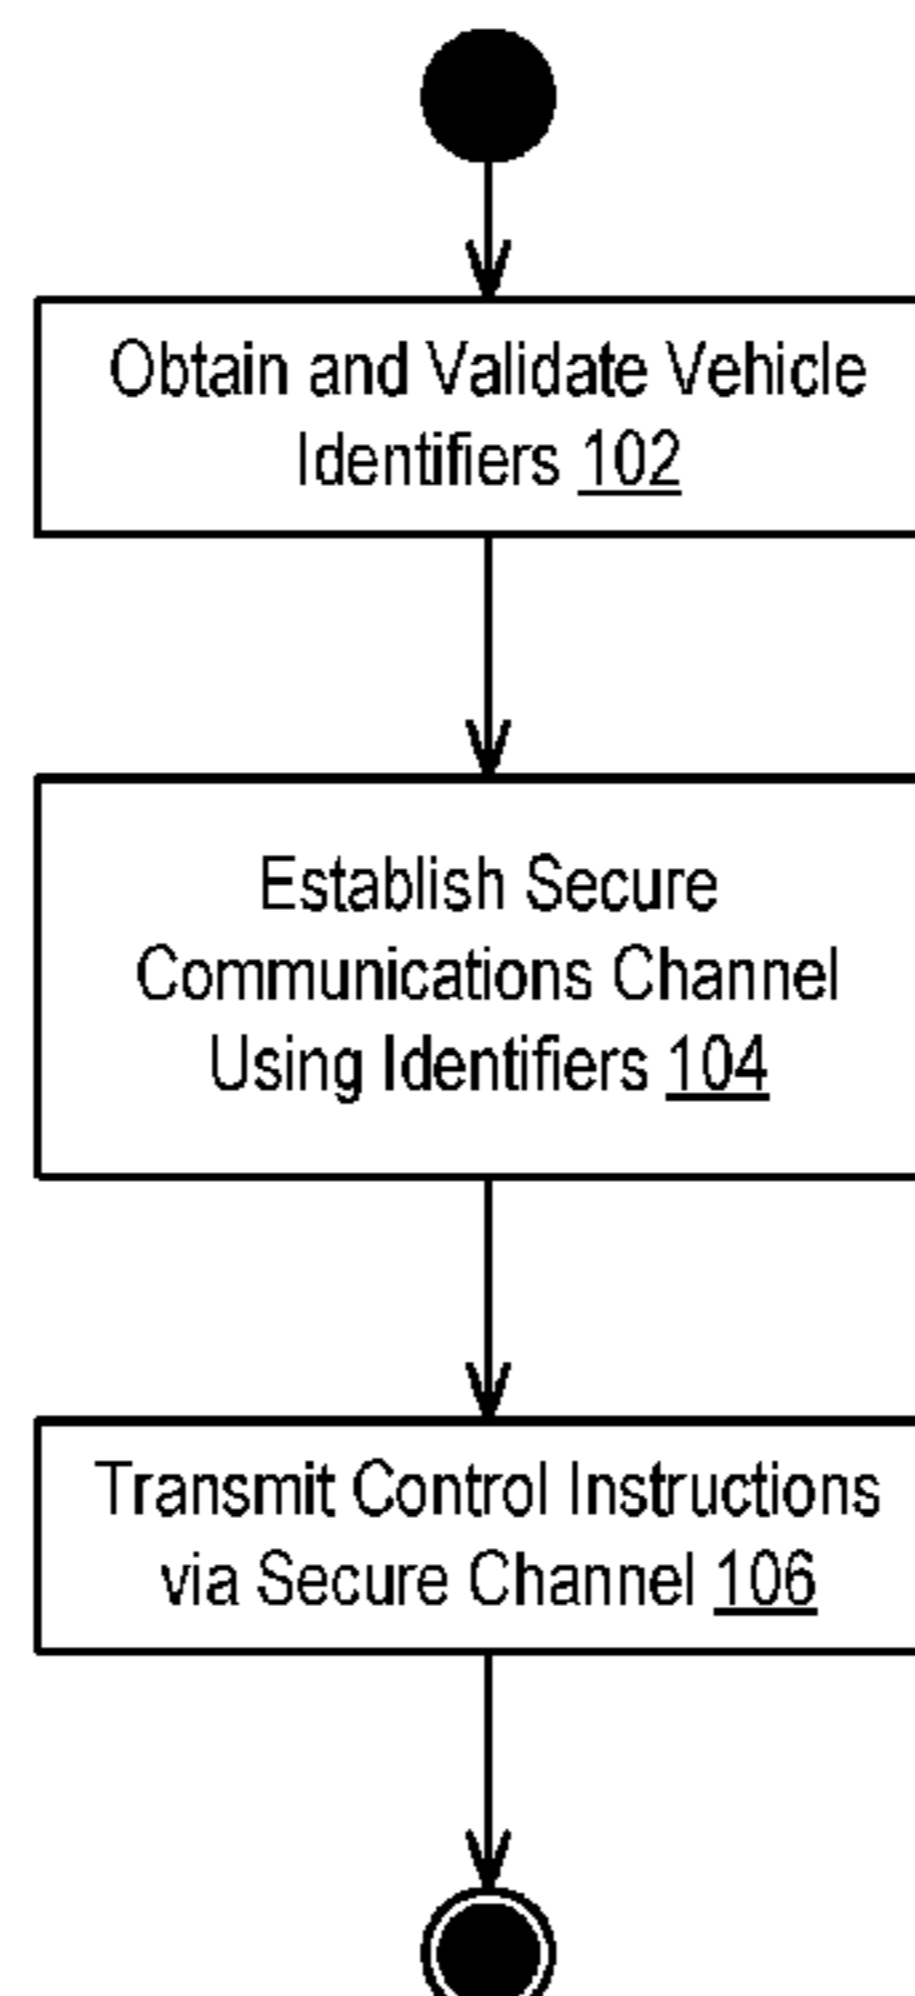 Obtain and Validate Vehicle
Identifiers 102
Establish Secure
Communications Channel
Using Identifiers 104
Transmit Control Instructions
via Secure Channel 106